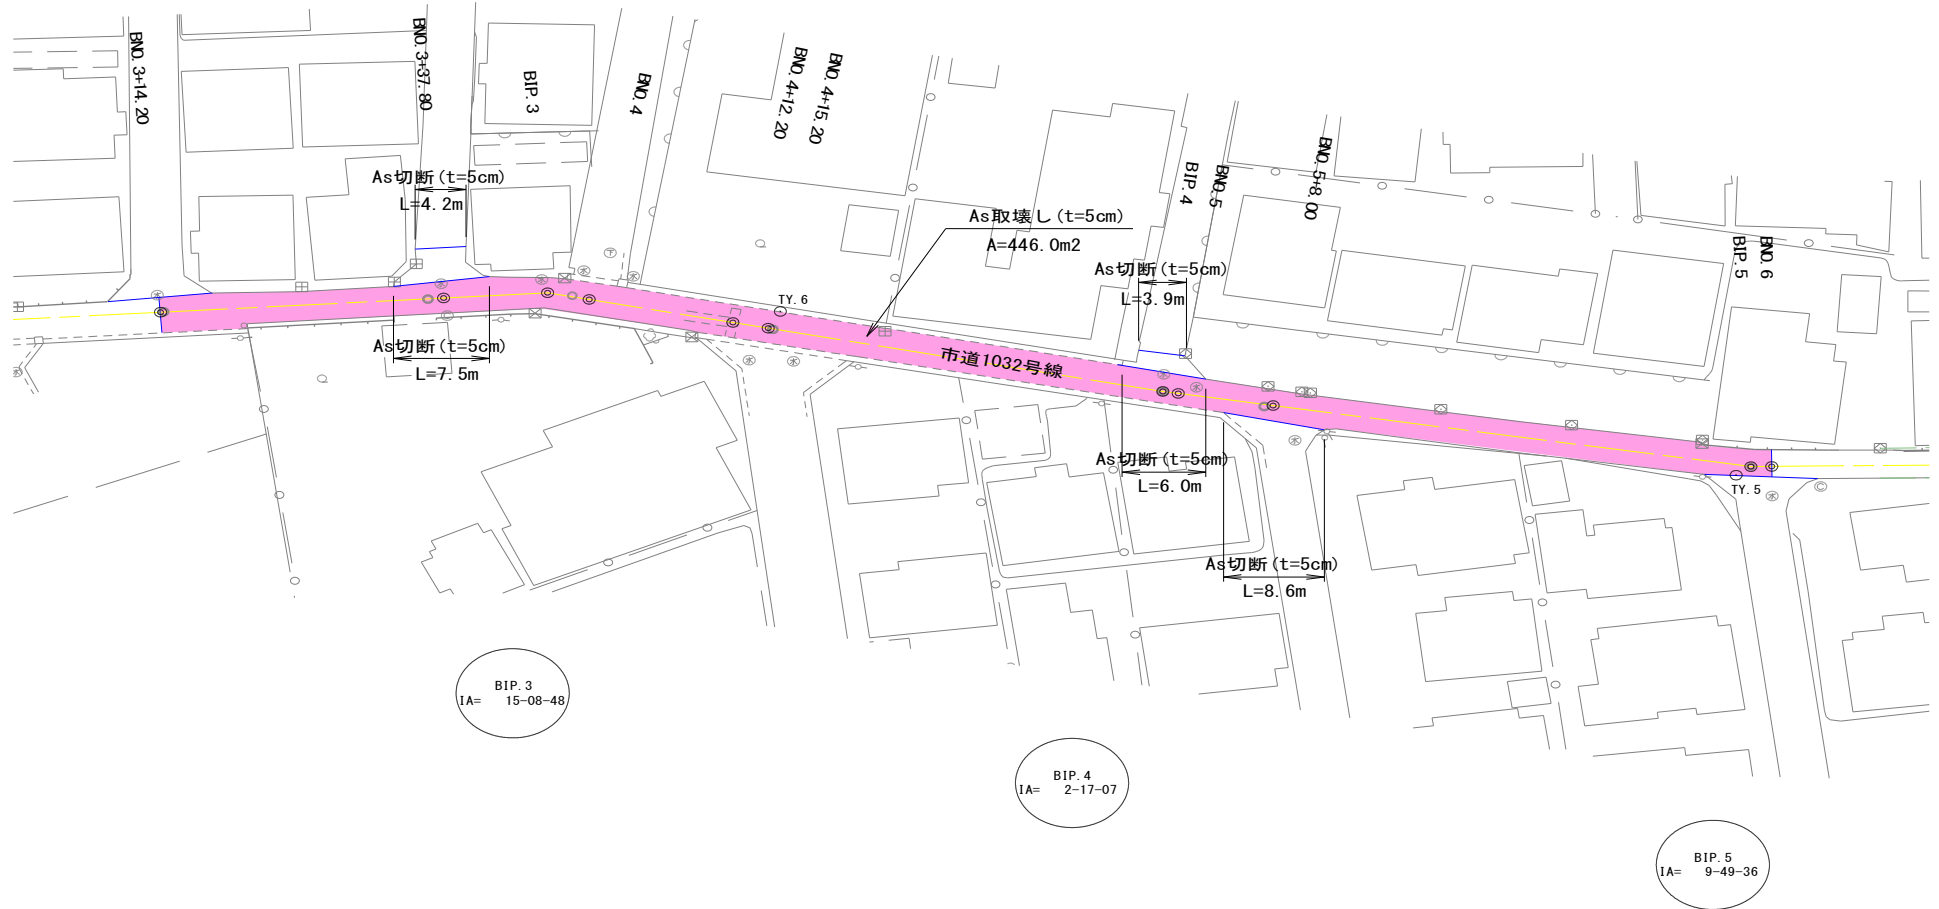 BNO.3+14.20
BNO.3+37.80
BIP.3
BNO.4
BNO.4+12.20
BNO.4+15.20
BIP.4
BNO.5
BNO.5+8.00
BIP.5
BNO.6
As切断(t=5cm)
L=4.2m
As取壊し(t=5cm)
A=446.0m2
As切断(t=5cm)
L=3.9m
TY.6
As切断(t=5cm)
L=7.5m
市道1032号線
As切断(t=5cm)
L=6.0m
TY.5
As切断(t=5cm)
L=8.6m
BIP.3
IA= 15-08-48
BIP.4
IA= 2-17-07
BIP.5
IA= 9-49-36